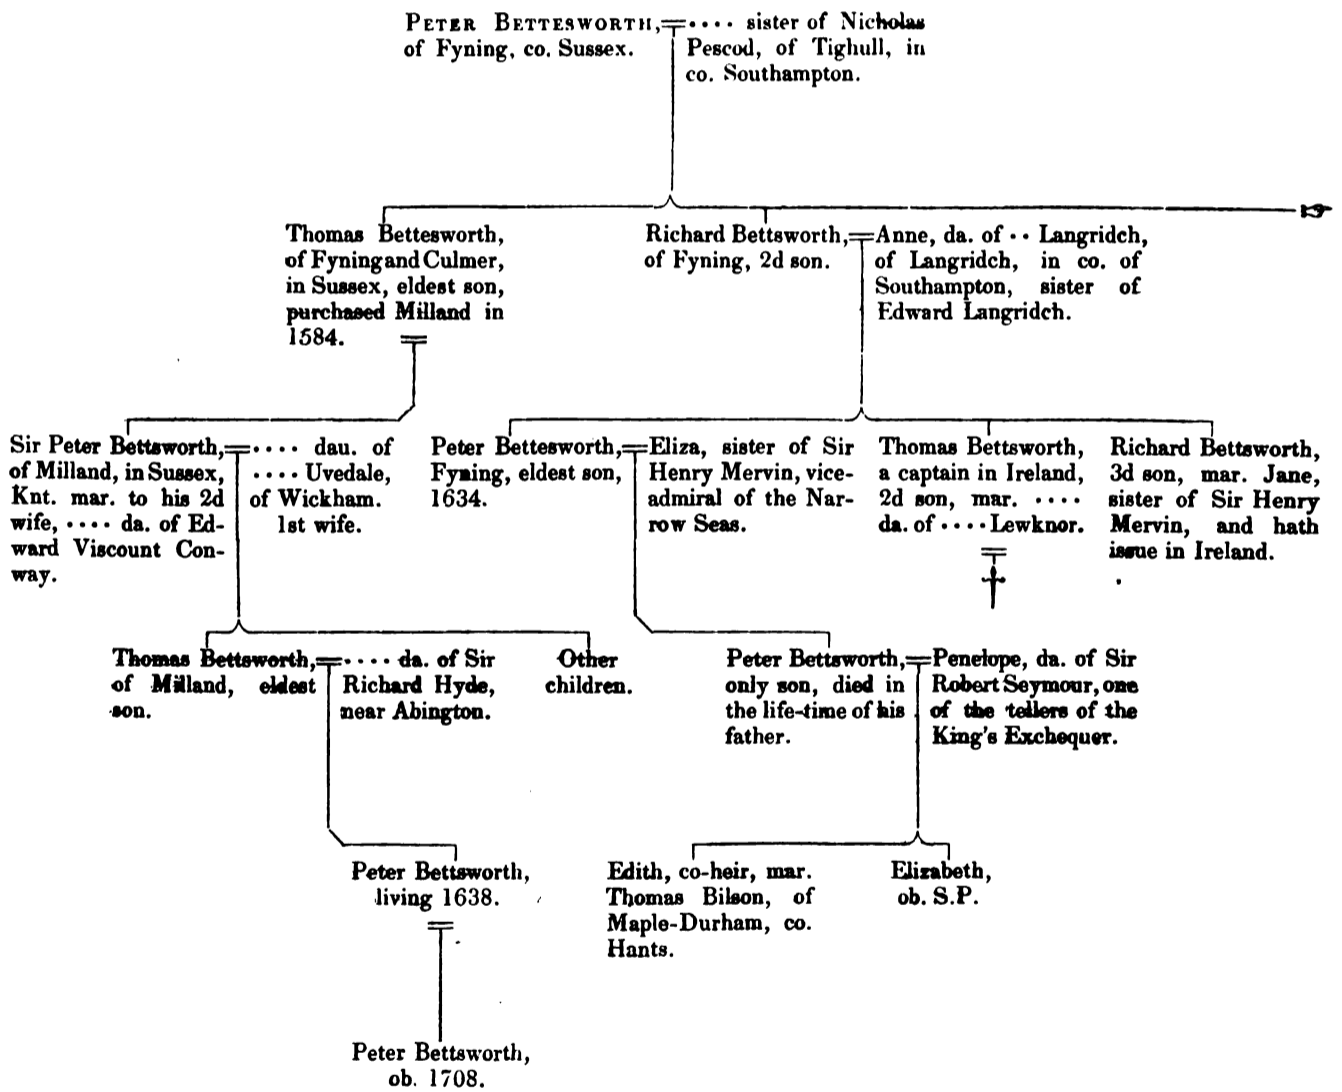 PETER BETTESWORTH,
of Fyning, co. Sussex.
.... sister of Nicholas
Pescod, of Tighull, in
co. Southampton.
Thomas Bettesworth,
of Fyning and Culmer,
in Sussex, eldest son,
purchased Milland in
1584.
Richard Bettsworth,
of Fyning, 2d son.
Anne, da. of .. Langridch,
of Langridch, in co. of
Southampton, sister of
Edward Langridch.
Sir Peter Bettsworth,
of Milland, in Sussex,
Knt. mar. to his 2d
wife, .... da. of Ed-
ward Viscount Con-
way.
.... dau. of
.... Uvedale,
of Wickham.
1st wife.
Peter Bettesworth,
Fyning, eldest son,
1634.
Eliza, sister of Sir
Henry Mervin, vice-
admiral of the Nar-
row Seas.
Thomas Bettsworth,
a captain in Ireland,
2d son, mar. ....
da. of .... Lewknor.
Richard Bettsworth,
3d son, mar. Jane,
sister of Sir Henry
Mervin, and hath
issue in Ireland.
Thomas Bettsworth,
of Milland, eldest
son.
.... da. of Sir
Richard Hyde,
near Abington.
Other
children.
Peter Bettsworth,
only son, died in
the life-time of his
father.
Penelope, da. of Sir
Robert Seymour, one
of the tellers of the
King's Exchequer.
Peter Bettsworth,
living 1638.
Edith, co-heir, mar.
Thomas Bilson, of
Maple-Durham, co.
Hants.
Elizabeth,
ob. S.P.
Peter Bettsworth,
ob. 1708.